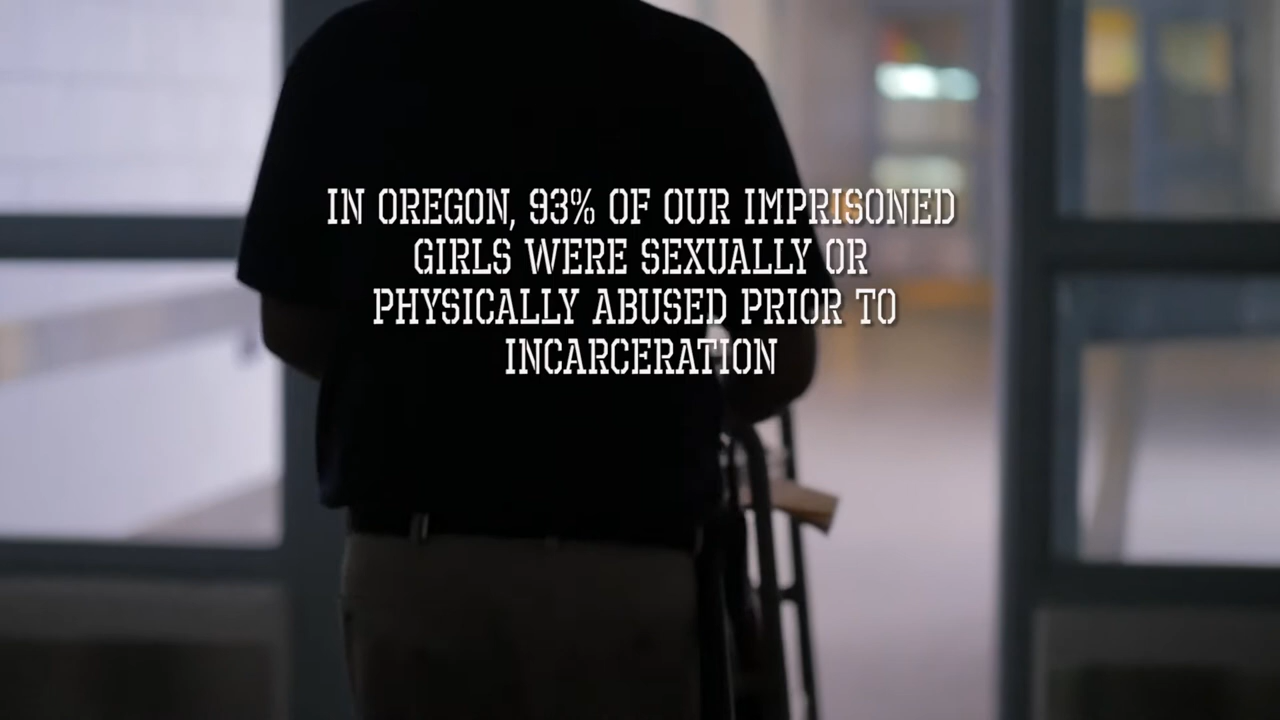 IN OREGON, 93% OF OUR IMPRISONED
GIRLS WERE SEXUALLY OR
PHYSICALLY ABUSED PRIOR TO
INCARCERATION